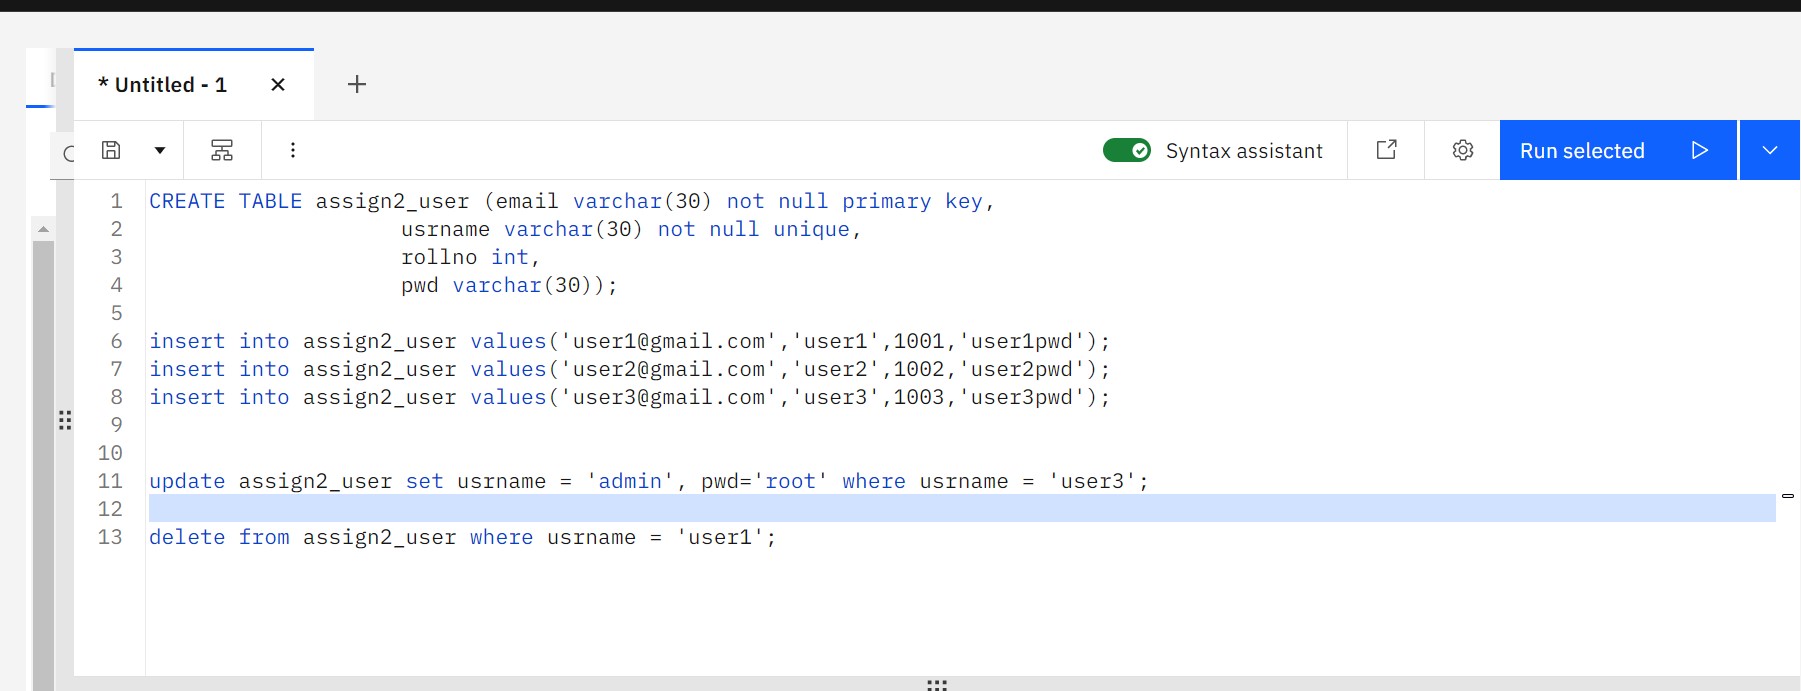 * Untitled - 1
Syntax assistant
Run selected
1 CREATE TABLE assign2_user (email varchar(30) not null primary key,
2 usrname varchar(30) not null unique,
3 rollno int,
4 pwd varchar(30));
5
6 insert into assign2_user values('user1@gmail.com','user1',1001,'user1pwd');
7 insert into assign2_user values('user2@gmail.com','user2',1002,'user2pwd');
8 insert into assign2_user values('user3@gmail.com','user3',1003,'user3pwd');
9
10
11 update assign2_user set usrname = 'admin', pwd='root' where usrname = 'user3';
12
13 delete from assign2_user where usrname = 'user1';